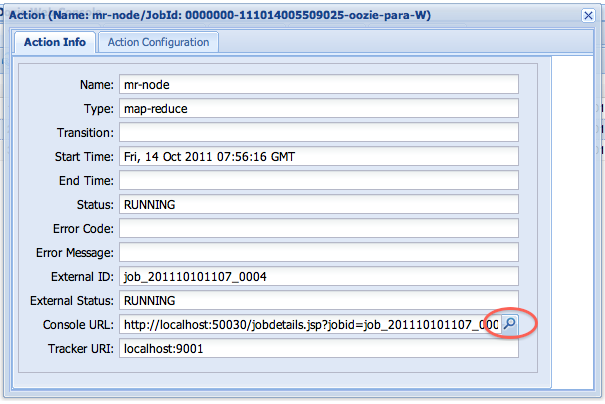 Action (Name: mr-node/JobId: 0000000-111014005509025-oozie-para-W)
Action Info
Action Configuration
Name: mr-node
Type: map-reduce
Transition:
Start Time: Fri, 14 Oct 2011 07:56:16 GMT
End Time:
Status: RUNNING
Error Code:
Error Message:
External ID: job_201110101107_0004
External Status: RUNNING
Console URL: http://localhost:50030/jobdetails.jsp?jobid=job_201110101107_000
Tracker URI: localhost:9001